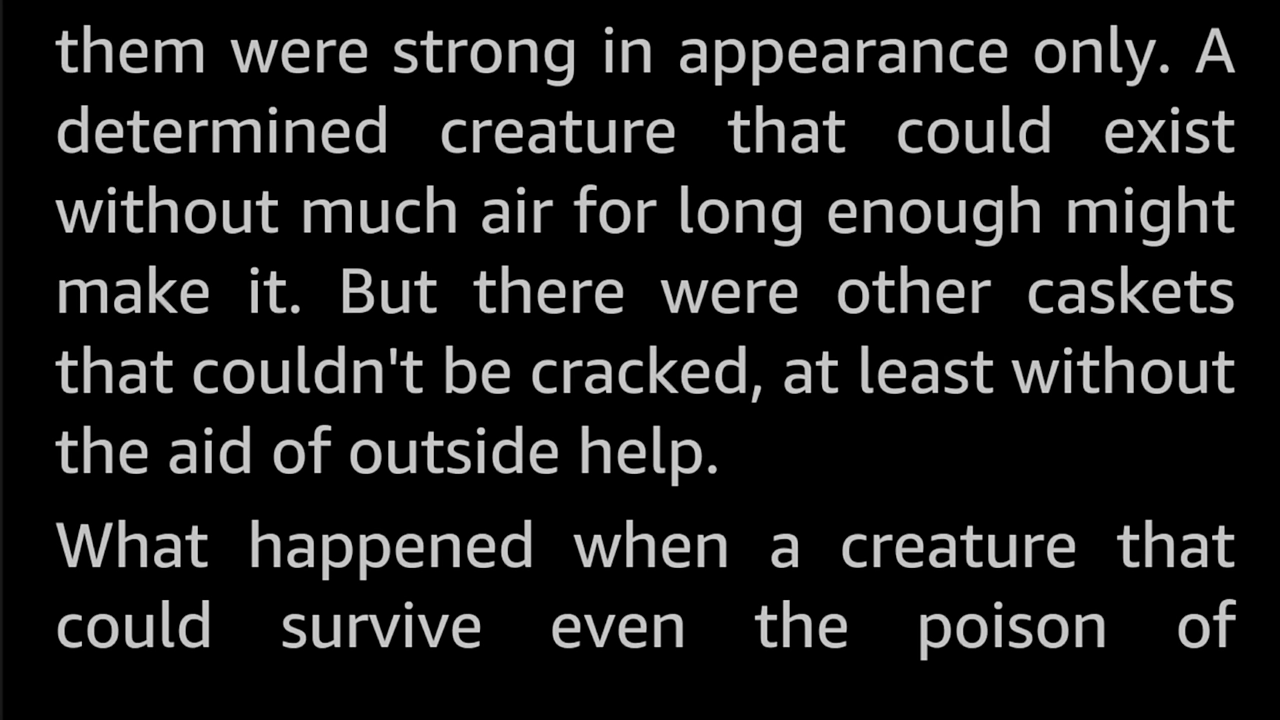 them were strong in appearance only. A
determined creature that could exist
without much air for long enough might
make it. But there were other caskets
that couldn't be cracked, at least without
the aid of outside help.
What happened when a creature that
could survive even the poison of